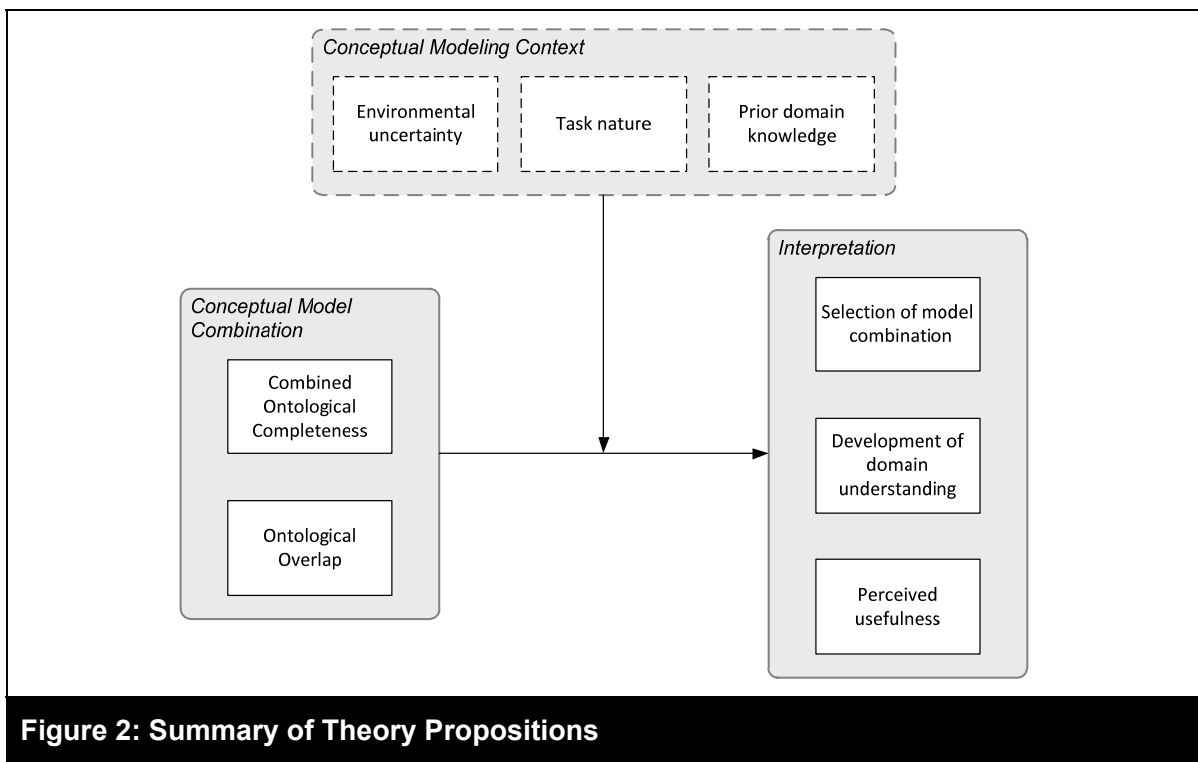 Conceptual Modeling Context
Environmental
uncertainty
Task nature
Prior domain
knowledge
Conceptual Model
Combination
Combined
Ontological
Completeness
Ontological
Overlap
Interpretation
Selection of model
combination
Development of
domain
understanding
Perceived
usefulness
Figure 2: Summary of Theory Propositions